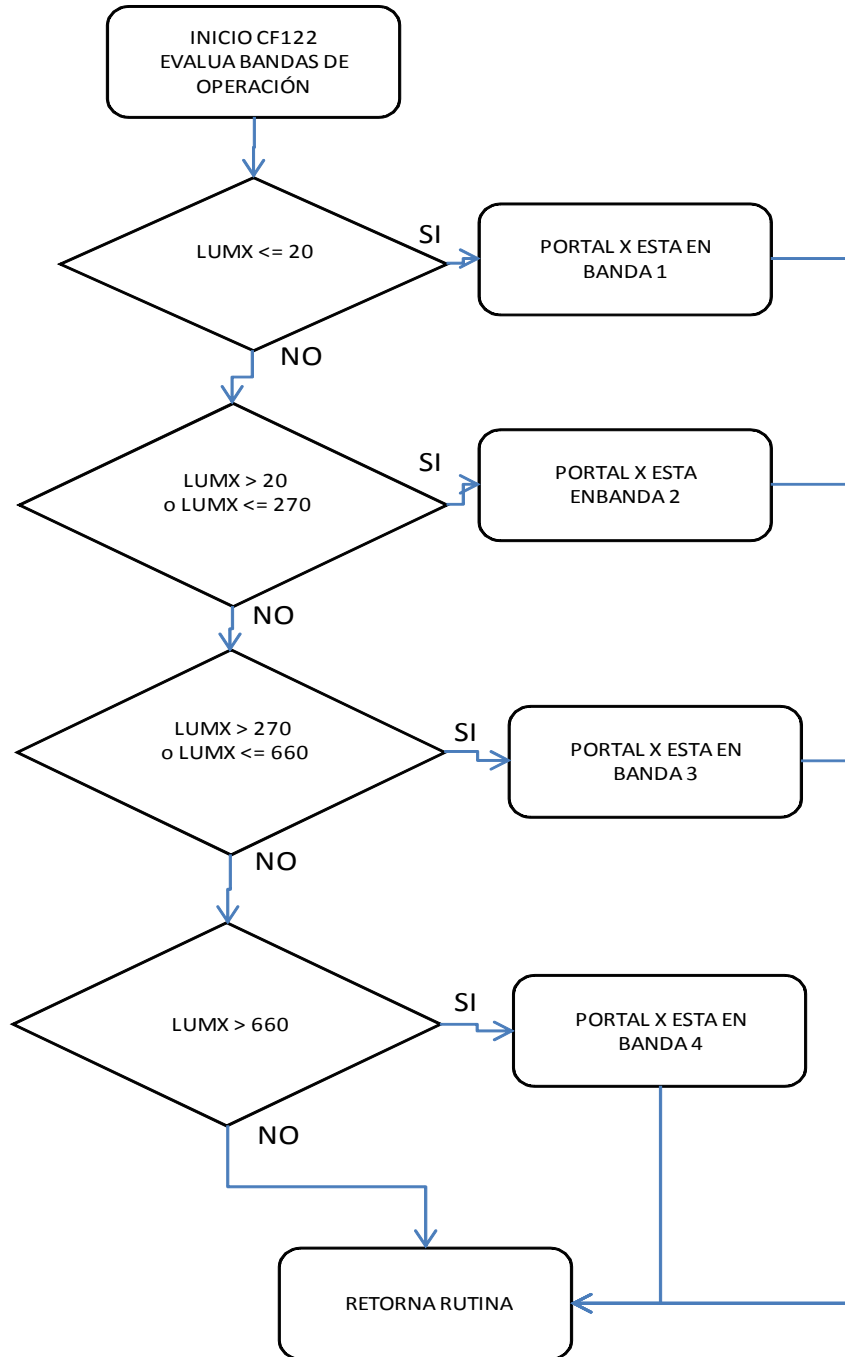 INICIO CF122
EVALUA BANDAS DE
OPERACIÓN
LUMX <= 20
SI
PORTAL X ESTA EN
BANDA 1
NO
LUMX > 20
o LUMX <= 270
SI
PORTAL X ESTA
ENBANDA 2
NO
LUMX > 270
o LUMX <= 660
SI
PORTAL X ESTA EN
BANDA 3
NO
LUMX > 660
SI
PORTAL X ESTA EN
BANDA 4
NO
RETORNA RUTINA